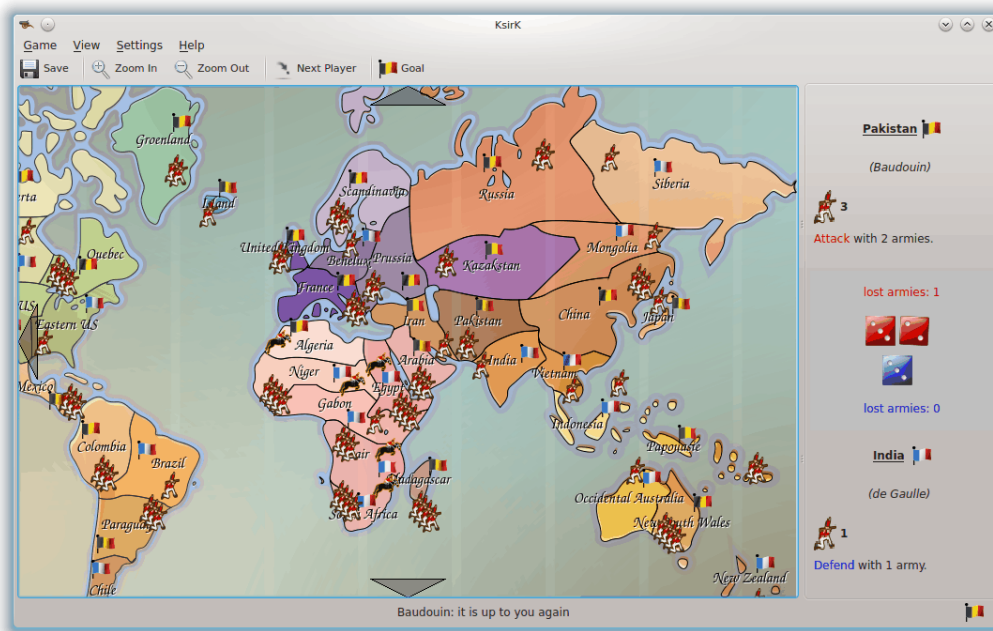 KsirK
Game View Settings Help
Save Zoom In Zoom Out Next Player Goal
Groenland
Island
Scandinavia
Russia
Siberia
Quebec
United Kingdom
Benelux
Prussia
Kazakstan
Mongolia
France
Eastern US
US
Iran
Pakistan
China
Japan
Algeria
Arabia
India
Vietnam
Niger
Egypt
Mexico
Gabon
Indonesia
Colombia
Brazil
Papouasie
Madagascar
Occidental Australia
Paraguay
South Africa
New South Wales
Chile
New Zealand
Pakistan
(Baudouin)
3
Attack with 2 armies.
lost armies: 1
lost armies: 0
India
(de Gaulle)
1
Defend with 1 army.
Baudouin: it is up to you again